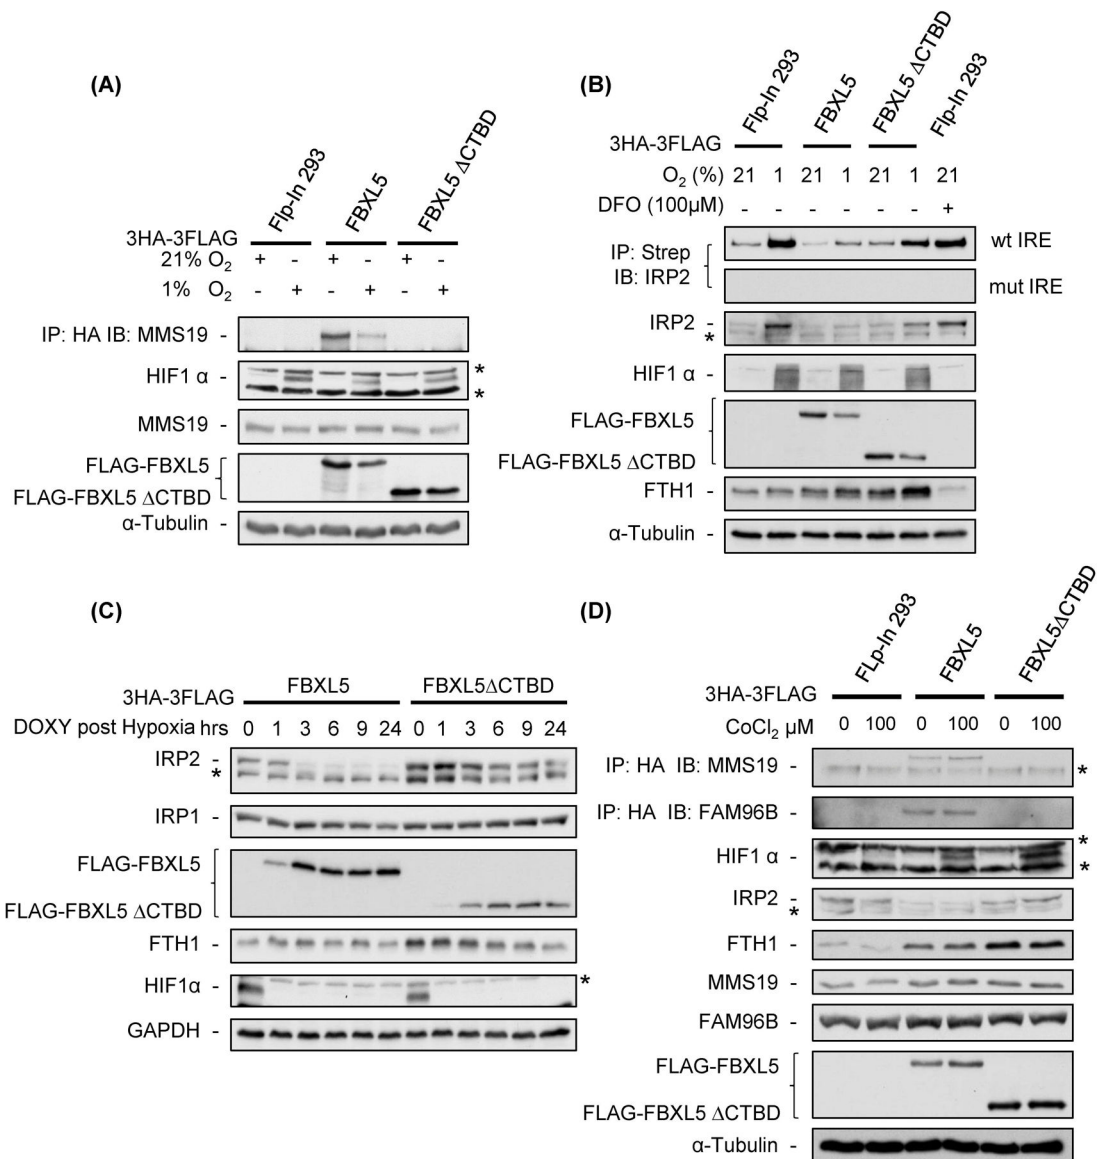 (A)
Flp-In 293
FBXL5
FBXL5 ΔCTBD
3HA-3FLAG
21% O2 + - + - + -
1% O2 - + - + - +
IP: HA IB: MMS19 -
HIF1 α - *
*
MMS19 -
FLAG-FBXL5
FLAG-FBXL5 ΔCTBD
α-Tubulin -
(B)
Flp-In 293
FBXL5
FBXL5 ΔCTBD
Flp-In 293
3HA-3FLAG
O2 (%) 21 1 21 1 21 1 21
DFO (100µM) - - - - - - +
IP: Strep
IB: IRP2
wt IRE
mut IRE
IRP2 -
*
HIF1 α -
FLAG-FBXL5
FLAG-FBXL5 ΔCTBD
FTH1 -
α-Tubulin -
(C)
FBXL5 FBXL5ΔCTBD
3HA-3FLAG
DOXY post Hypoxia hrs 0 1 3 6 9 24 0 1 3 6 9 24
IRP2 -
*
IRP1 -
FLAG-FBXL5
FLAG-FBXL5 ΔCTBD
FTH1 -
HIF1α - *
GAPDH -
(D)
FLp-In 293
FBXL5
FBXL5ΔCTBD
3HA-3FLAG
CoCl2 µM 0 100 0 100 0 100
IP: HA IB: MMS19 - *
IP: HA IB: FAM96B -
HIF1 α - *
*
IRP2 -
*
FTH1 -
MMS19 -
FAM96B -
FLAG-FBXL5
FLAG-FBXL5 ΔCTBD
α-Tubulin -